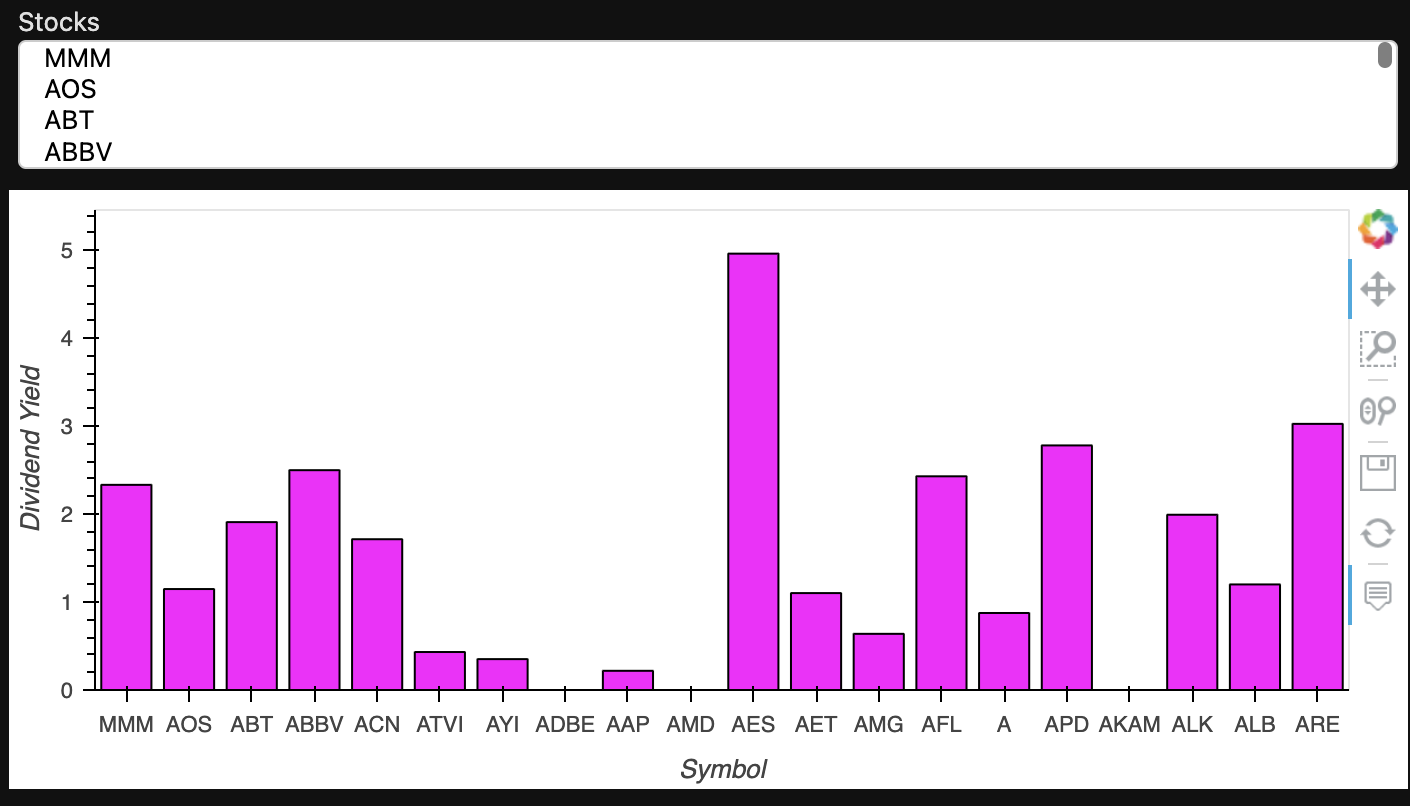 Stocks
MMM
AOS
ABT
ABBV
5
4
3
2
1
0
Dividend Yield
MMM AOS ABT ABBV ACN ATVI AYI ADBE AAP AMD AES AET AMG AFL A APD AKAM ALK ALB ARE
Symbol